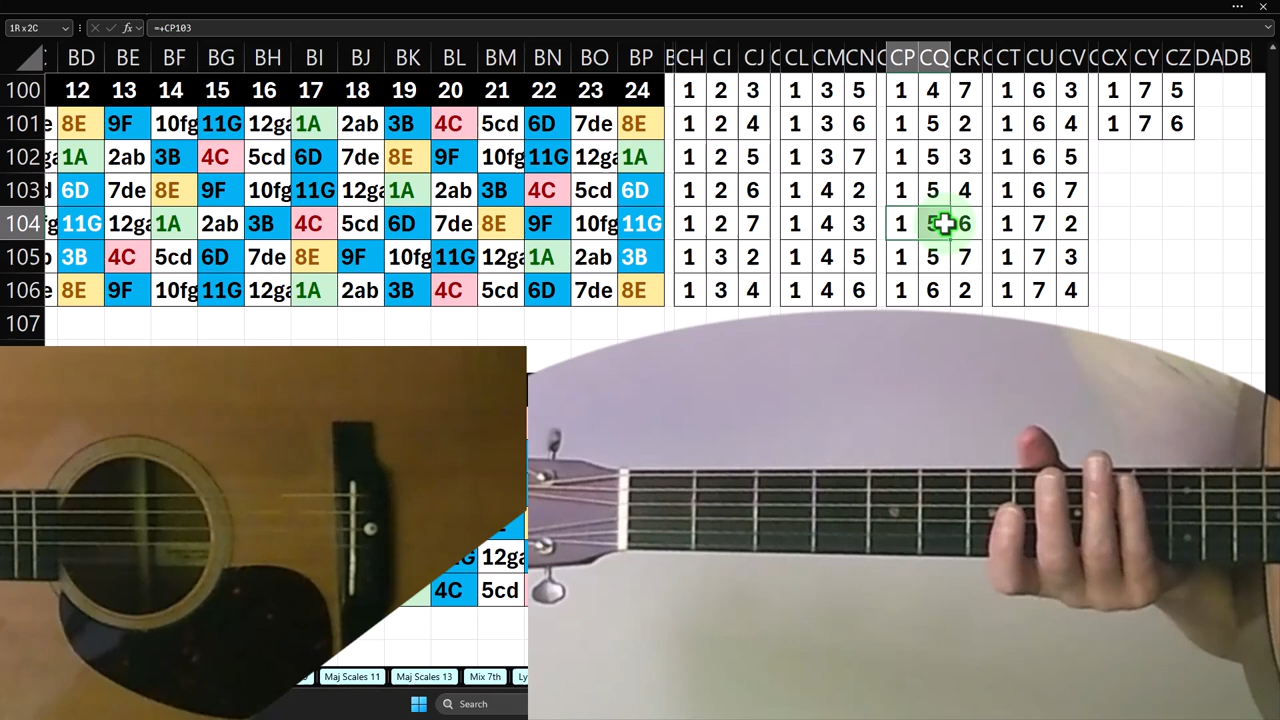 1R x 2C fx =+CP103
BD BE BF BG BH BI BJ BK BL BM BN BO BP CH CI CJ CL CM CN CP CQ CR CT CU CV CX CY CZ DA DB
100 12 13 14 15 16 17 18 19 20 21 22 23 24 1 2 3 1 3 5 1 4 7 1 6 3 1 7 5
101 8E 9F 10fg 11G 12ga 1A 2ab 3B 4C 5cd 6D 7de 8E 1 2 4 1 3 6 1 5 2 1 6 4 1 7 6
102 1A 2ab 3B 4C 5cd 6D 7de 8E 9F 10fg 11G 12ga 1A 1 2 5 1 3 7 1 5 3 1 6 5
103 6D 7de 8E 9F 10fg 11G 12ga 1A 2ab 3B 4C 5cd 6D 1 2 6 1 4 2 1 5 4 1 6 7
104 11G 12ga 1A 2ab 3B 4C 5cd 6D 7de 8E 9F 10fg 11G 1 2 7 1 4 3 1 5 6 1 7 2
105 3B 4C 5cd 6D 7de 8E 9F 10fg 11G 12ga 1A 2ab 3B 1 3 2 1 4 5 1 5 7 1 7 3
106 8E 9F 10fg 11G 12ga 1A 2ab 3B 4C 5cd 6D 7de 8E 1 3 4 1 4 6 1 6 2 1 7 4
107
12ga
4C 5cd
Maj Scales 11 Maj Scales 13 Mix 7th
Search